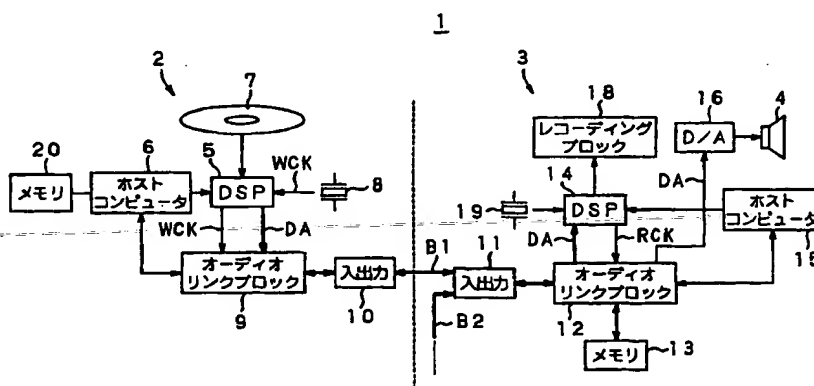 1
2
3
7
18
16
4
20
6
5
レコーディング
ブロック
D/A
WCK
8
14
メモリ
ホスト
コンピュータ
DSP
DA
19
DSP
ホスト
コンピュータ
WCK
DA
DA
RCK
15
B1
11
オーディオ
リンクブロック
入出力
入出力
オーディオ
リンクブロック
9
10
B2
12
メモリ
13